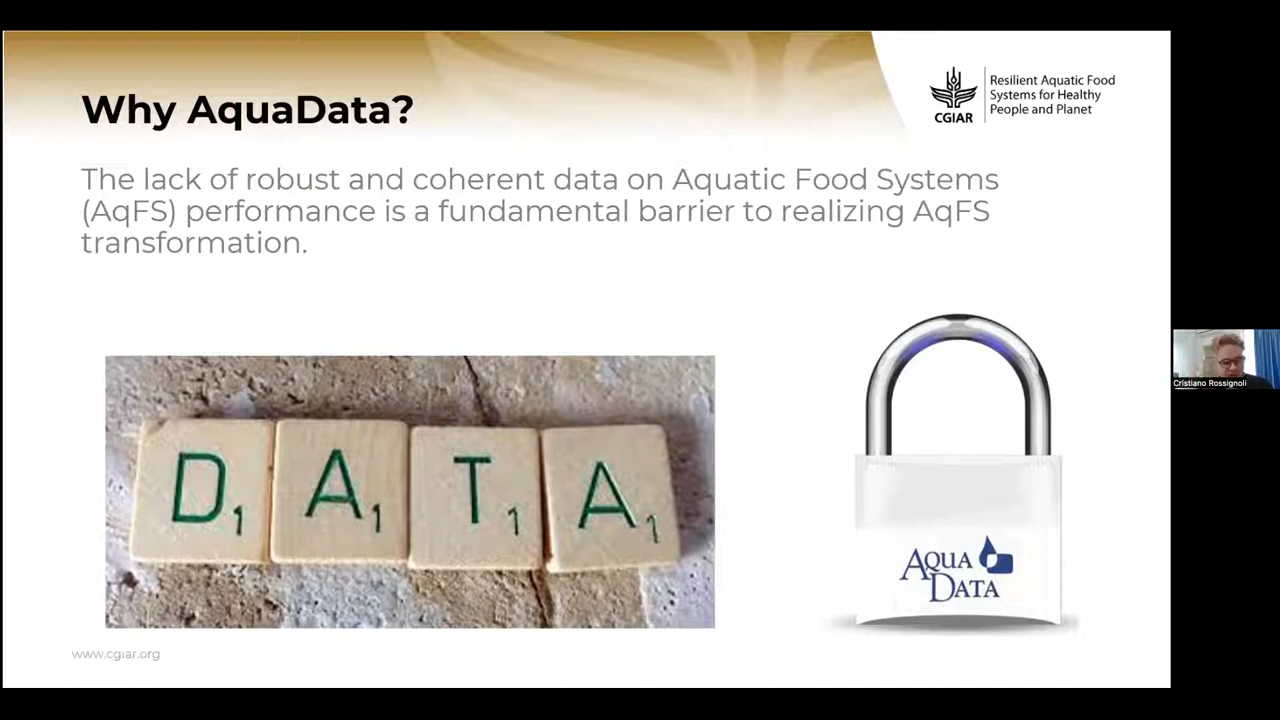 Why AquaData?
Resilient Aquatic Food
Systems for Healthy
People and Planet
CGIAR
The lack of robust and coherent data on Aquatic Food Systems
(AqFS) performance is a fundamental barrier to realizing AqFS
transformation.
D1 A1 T1 A1
AQUA
DATA
www.cgiar.org
Cristiano Rossignoli